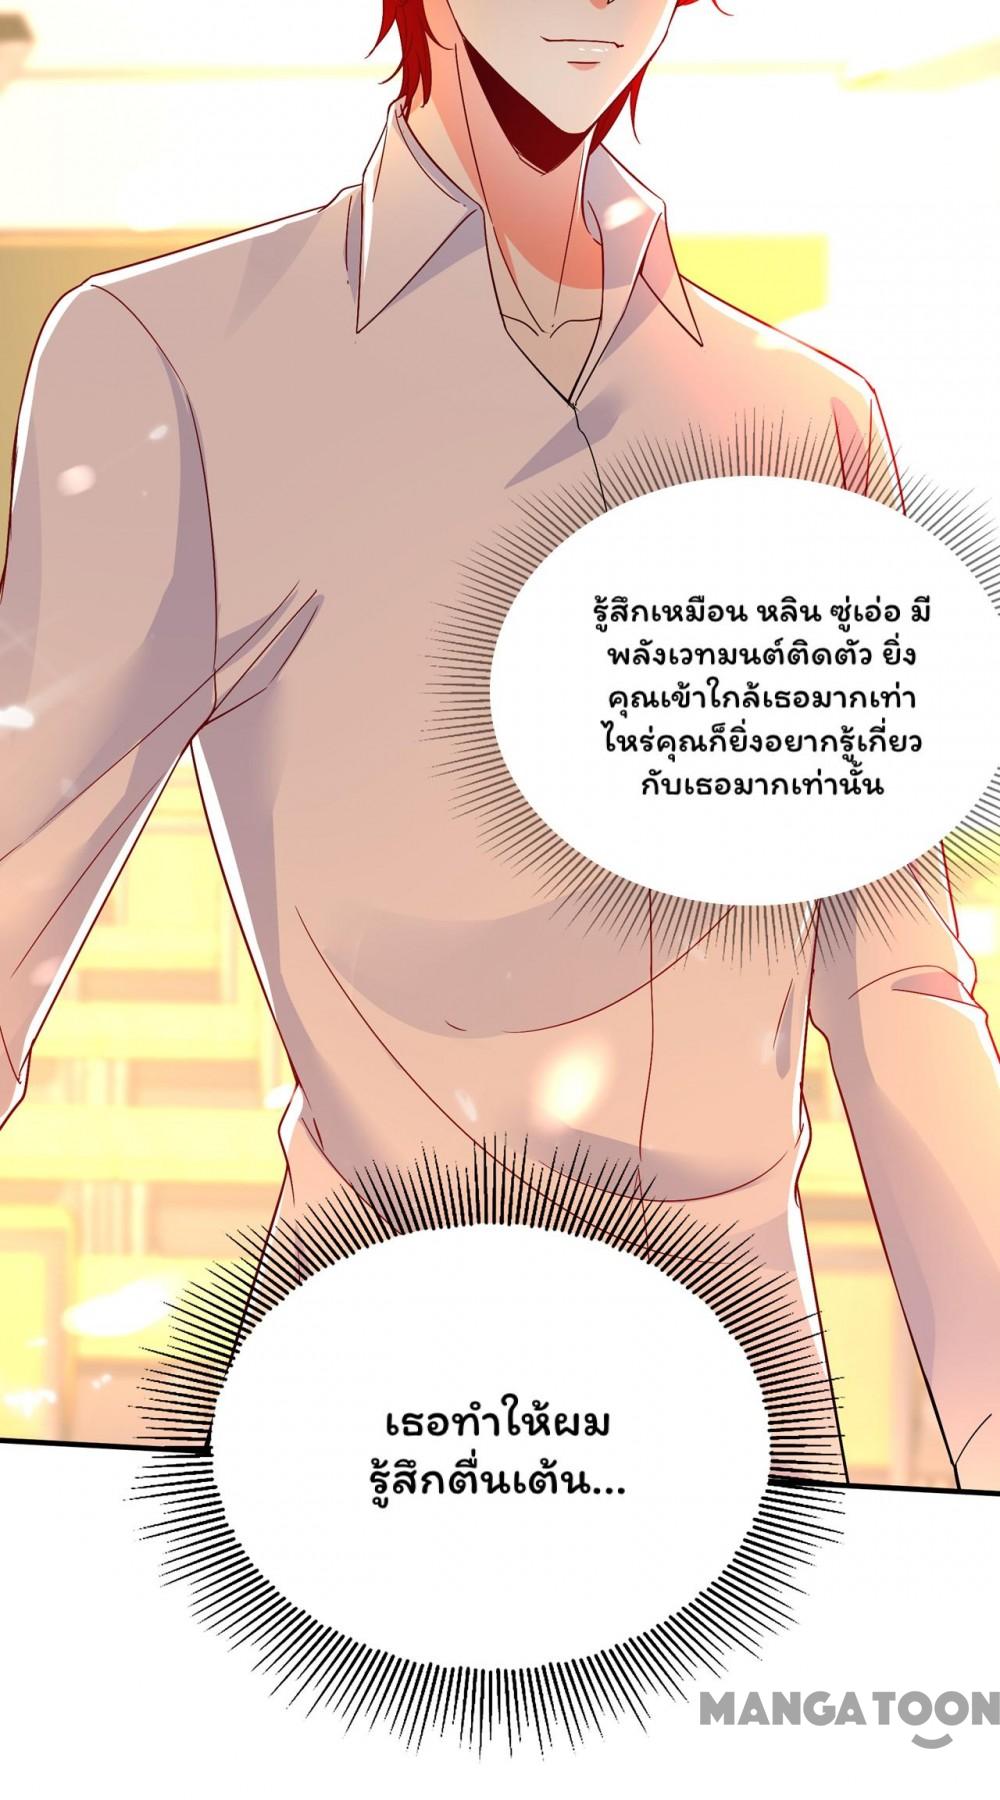 รู้สึกเหมือน หลิน ซู่เอ๋อ มี
พลังเวทมนต์ติดตัว ยิ่ง
คุณเข้าใกล้เธอมากเท่า
ไหร่คุณก็ยิ่งอยากรู้เกี่ยว
กับเธอมากเท่านั้น
เธอทำให้ผม
รู้สึกตื่นเต้น...
MANGATOON